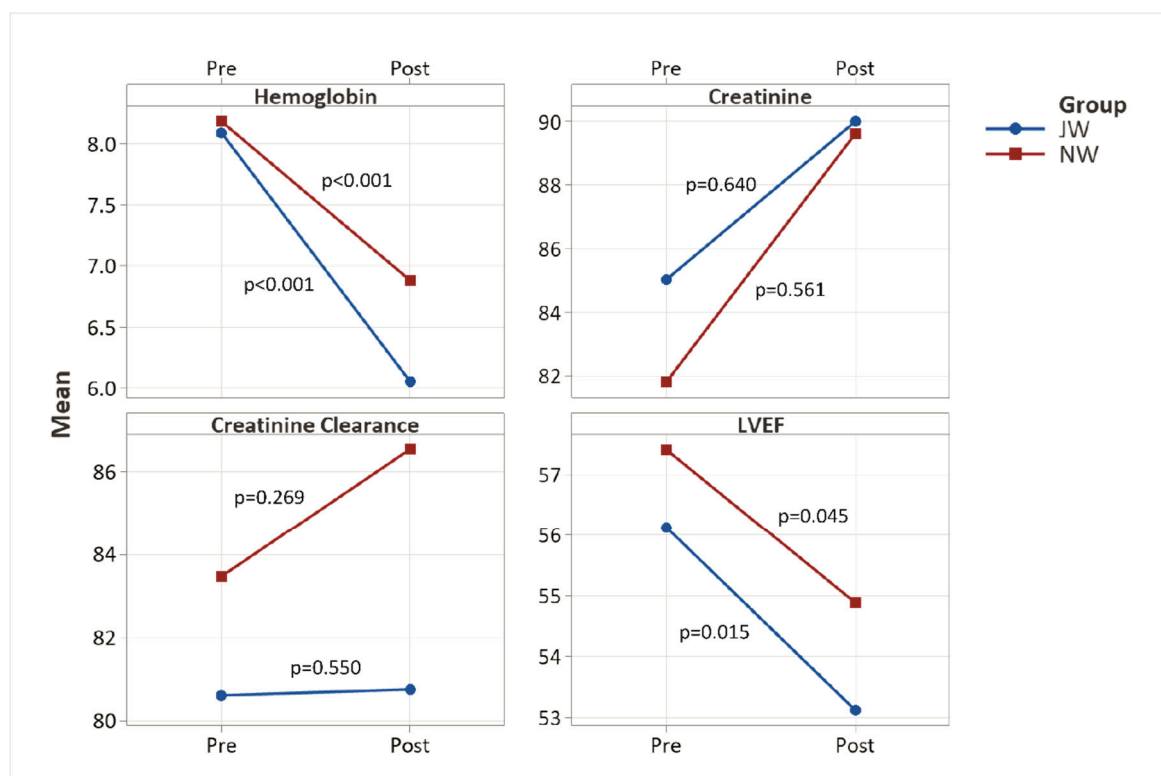 Pre Post Pre Post
Hemoglobin Creatinine
Group
JW
NW
8.0
7.5
7.0
6.5
6.0
p<0.001
p<0.001
90
88
86
84
82
p=0.640
p=0.561
Mean
Creatinine Clearance LVEF
86
84
82
80
p=0.269
p=0.550
57
56
55
54
53
p=0.045
p=0.015
Pre Post Pre Post